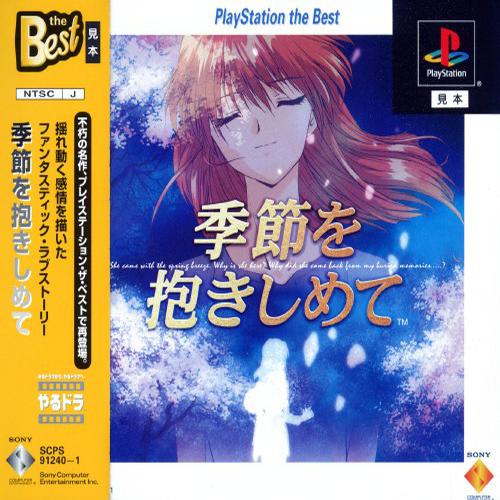 the
Best
見本
NTSC J
不朽の名作、プレイステーション・ザ・ベストで再登場。
揺れ動く感情を描いた
ファンタスティック・ラブストーリー
季節を抱きしめて
やるドラ
SONY
COMPUTER
ENTERTAINMENT
SCPS
91240~1
Sony Computer
Entertainment Inc.
PlayStation the Best
PlayStation
®
見本
季節を
She came with the spring breeze. Why is she here? Why did she come back from my buried memories....?
抱きしめて
TM
SONY
COMPUTER
ENTERTAINMENT